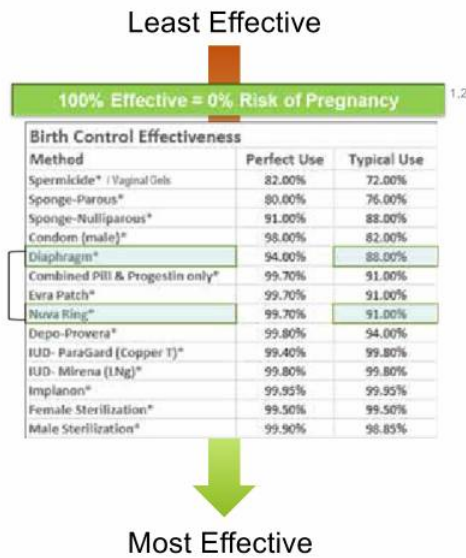 Least Effective
100% Effective = 0% Risk of Pregnancy 1,2
Birth Control Effectiveness
Method Perfect Use Typical Use
Spermicide* / Vaginal Gels 82.00% 72.00%
Sponge-Parous* 80.00% 76.00%
Sponge-Nulliparous* 91.00% 88.00%
Condom (male)* 98.00% 82.00%
Diaphragm* 94.00% 88.00%
Combined Pill & Progestin only* 99.70% 91.00%
Evra Patch* 99.70% 91.00%
Nuva Ring* 99.70% 91.00%
Depo-Provera* 99.80% 94.00%
IUD- ParaGard (Copper T)* 99.40% 99.80%
IUD- Mirena (LNg)* 99.80% 99.80%
Implanon* 99.95% 99.95%
Female Sterilization* 99.50% 99.50%
Male Sterilization* 99.90% 98.85%
Most Effective